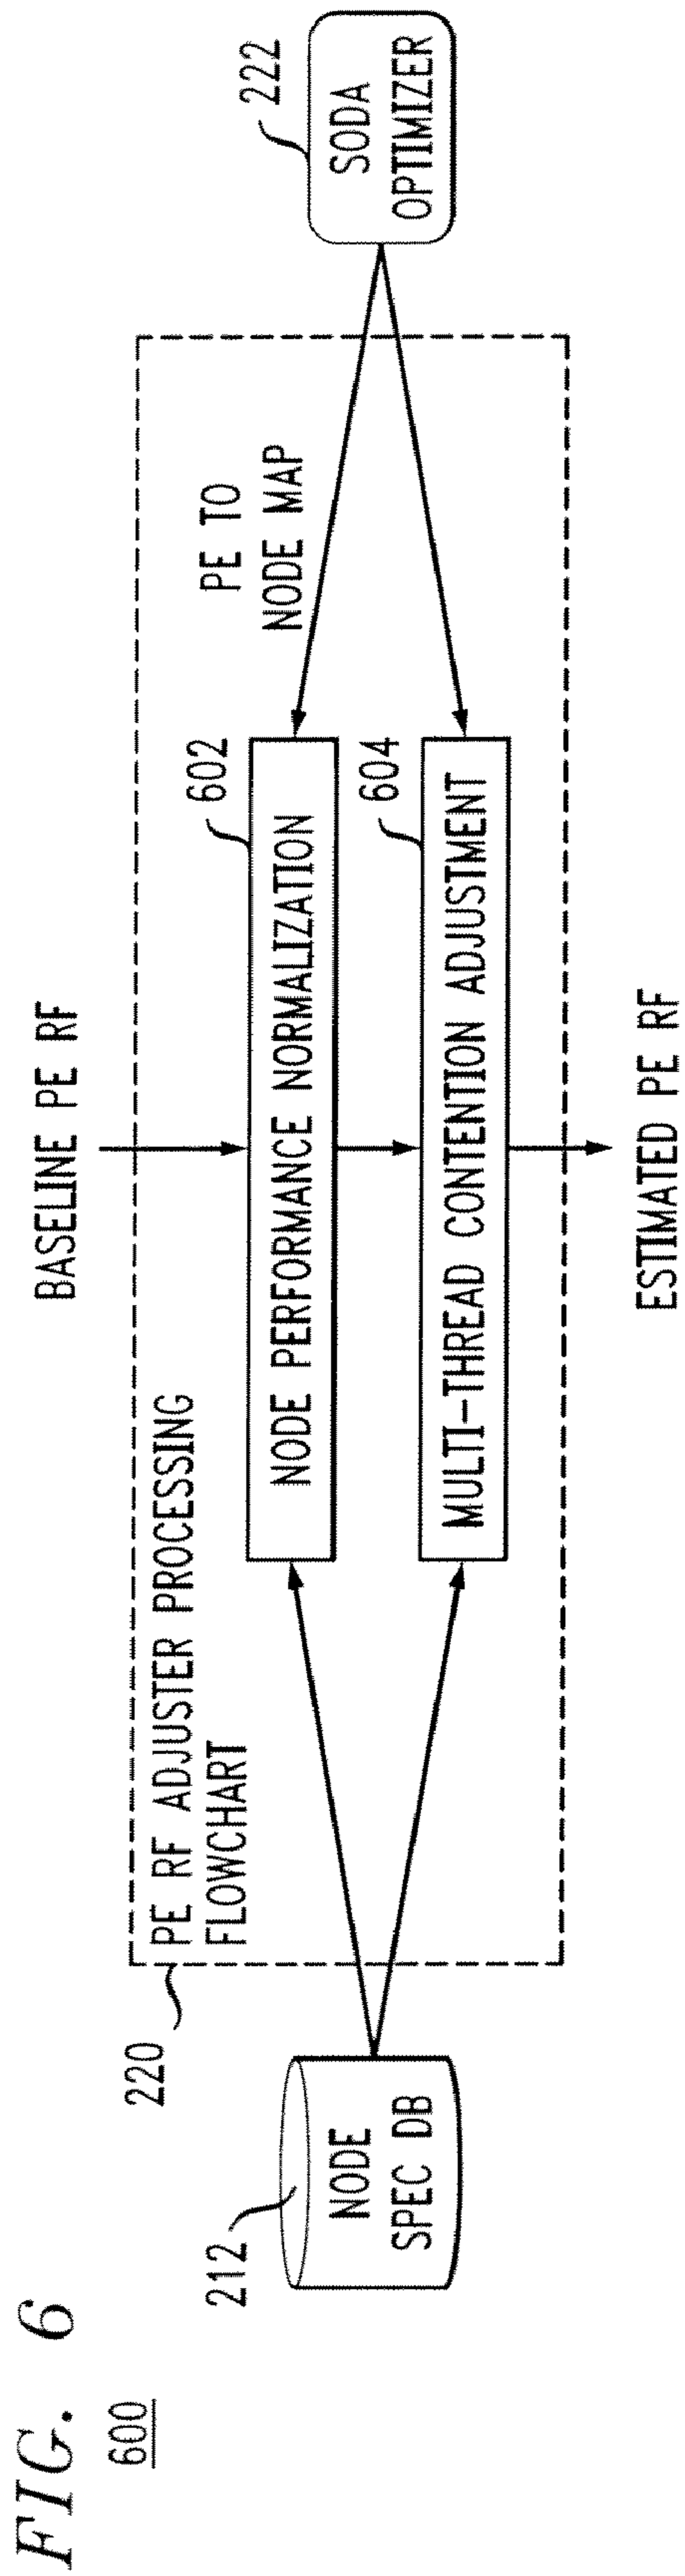 FIG. 6
600
BASELINE PE RF
220
PE RF ADJUSTER PROCESSING
FLOWCHART
602
NODE PERFORMANCE NORMALIZATION
PE TO
NODE MAP
212
NODE
SPEC DB
222
SODA
OPTIMIZER
604
MULTI-THREAD CONTENTION ADJUSTMENT
ESTIMATED PE RF